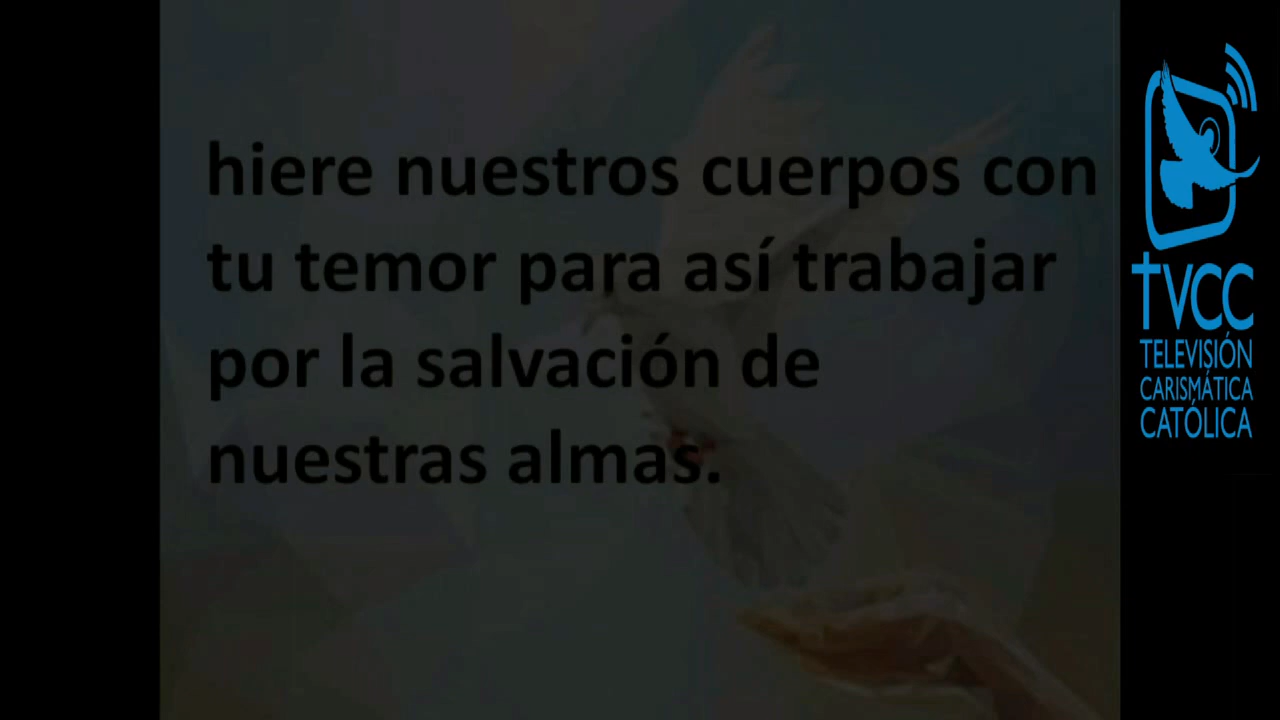 hiere nuestros cuerpos con
tu temor para así trabajar
por la salvación de
nuestras almas.
tVCC
TELEVISIÓN
CARISMÁTICA
CATÓLICA